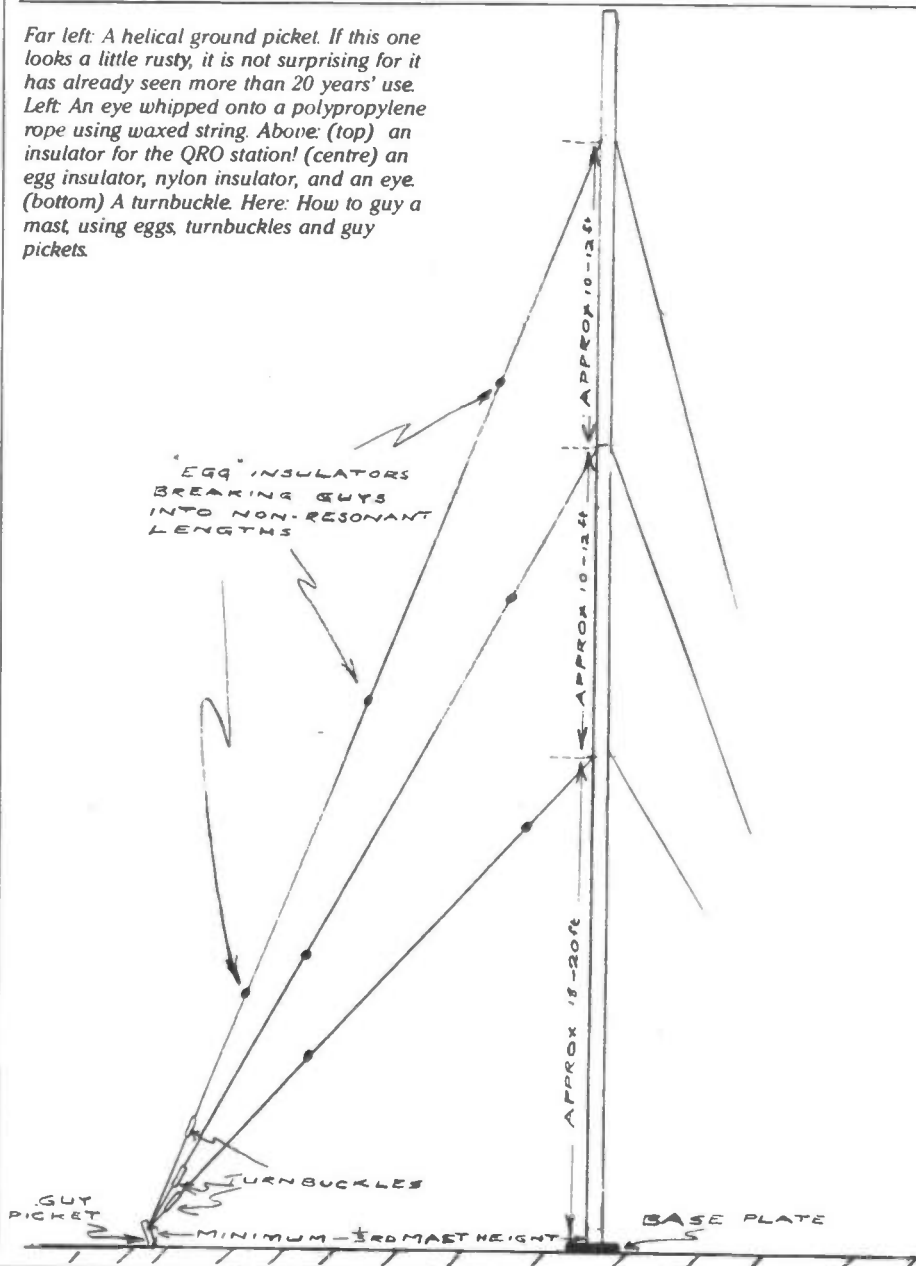 Far left: A helical ground picket. If this one
looks a little rusty, it is not surprising for it
has already seen more than 20 years' use.
Left: An eye whipped onto a polypropylene
rope using waxed string. Above: (top) an
insulator for the QRO station! (centre) an
egg insulator, nylon insulator, and an eye.
(bottom) A turnbuckle. Here: How to guy a
mast, using eggs, turnbuckles and guy
pickets.
APPROX 10-12ft
"EGG" INSULATORS
BREAKING GUYS
INTO NON-RESONANT
LENGTHS
APPROX 10-12ft
APPROX 18-20ft
TURNBUCKLES
GUY
PICKET
MINIMUM - ⅓RD MAST HEIGHT
BASE PLATE